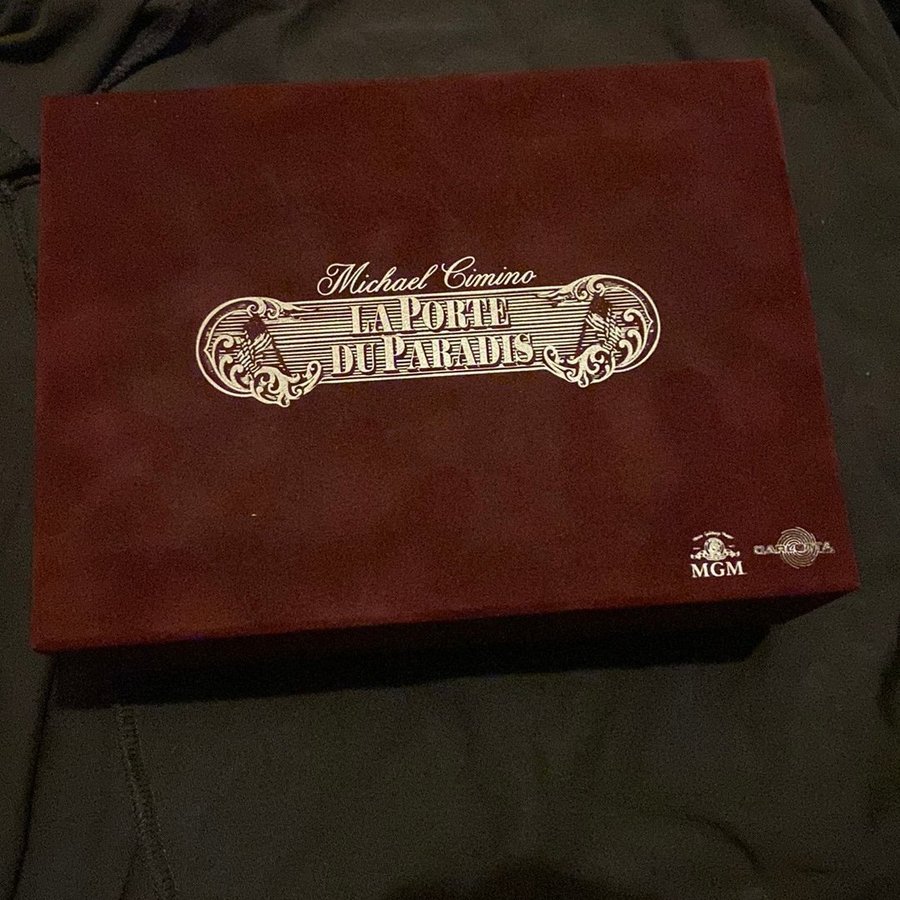 Michael Cimino
LA PORTE
DU PARADIS
MGM
CARLOTTA